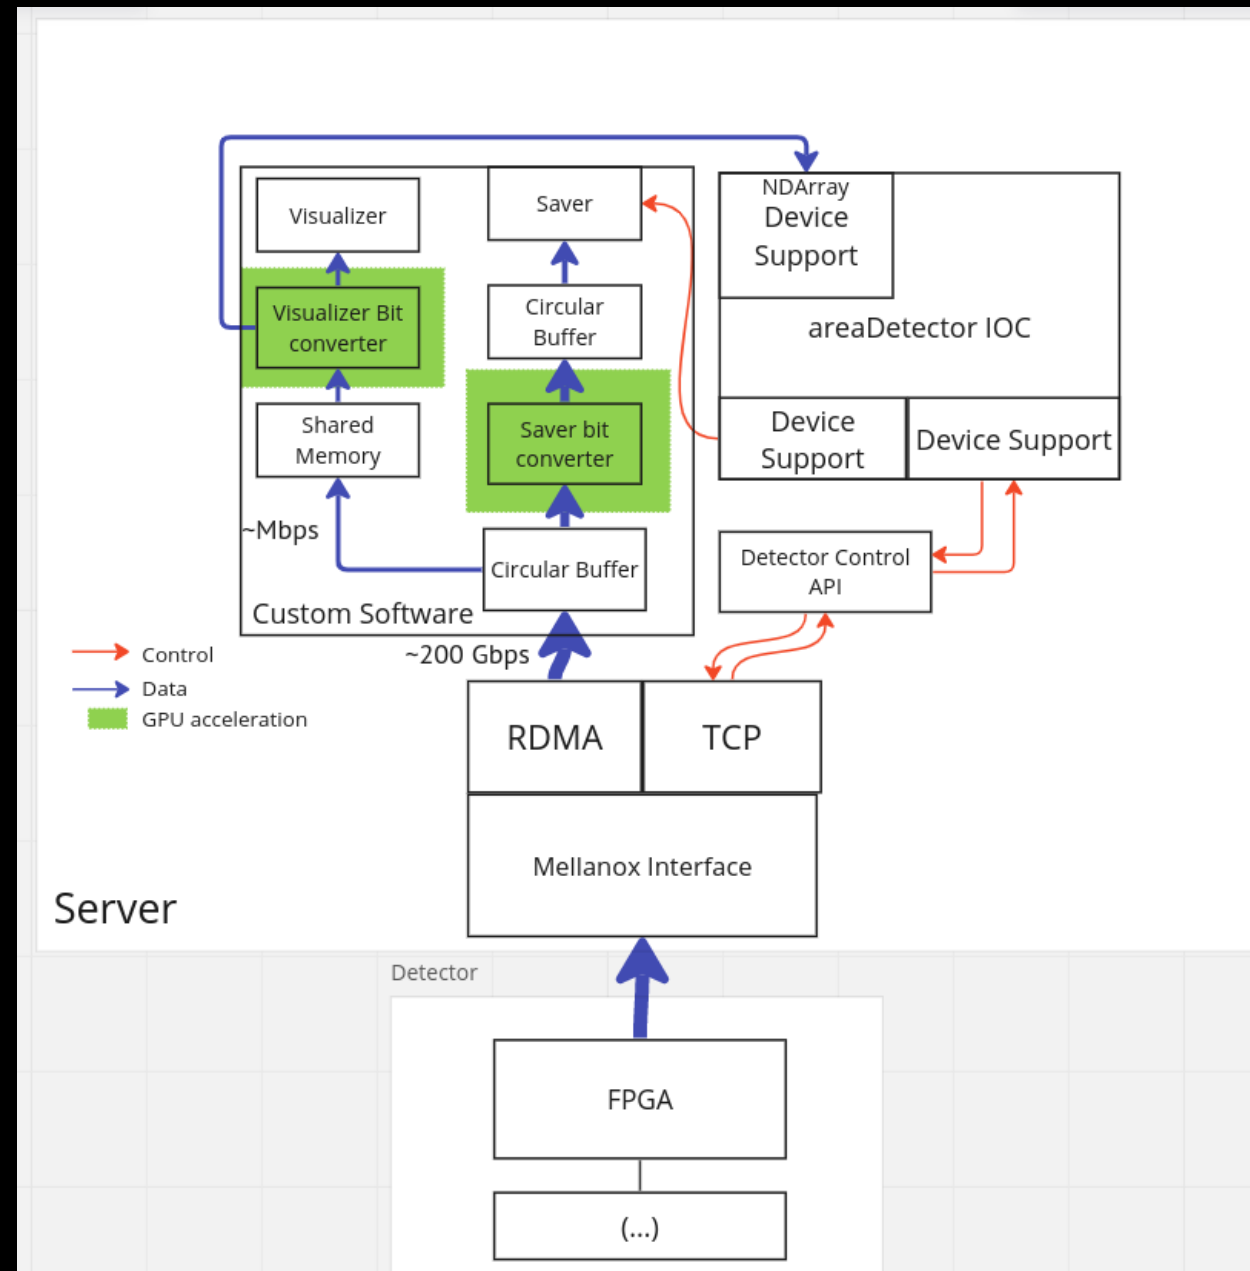 NDArray
Device
Support
areaDetector IOC
Device
Support
Device Support
Visualizer
Saver
Visualizer Bit
converter
Circular
Buffer
Shared
Memory
Saver bit
converter
~Mbps
Circular Buffer
Custom Software
Detector Control
API
~200 Gbps
Control
Data
GPU acceleration
RDMA
TCP
Mellanox Interface
Server
Detector
FPGA
(...)